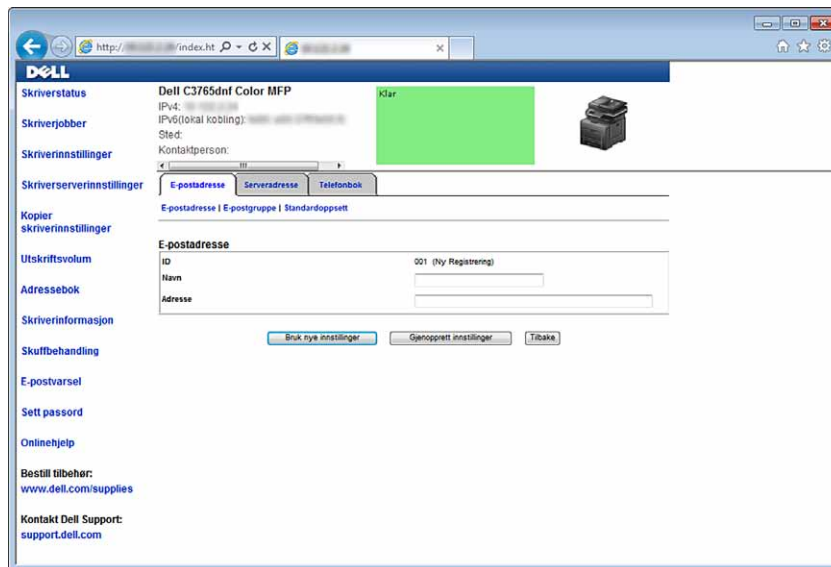 http://
/index.ht
DELL
Skriverstatus
Skriverjobber
Skriverinnstillinger
Skriverserverinnstillinger
Kopier
skriverinnstillinger
Utskriftsvolum
Adressebok
Skriverinformasjon
Skuffbehandling
E-postvarsel
Sett passord
Onlinehjelp
Bestill tilbehør:
www.dell.com/supplies
Kontakt Dell Support:
support.dell.com
Dell C3765dnf Color MFP
IPv4:
IPv6(lokal kobling):
Sted:
Kontaktperson:
Klar
E-postadresse Serveradresse Telefonbok
E-postadresse | E-postgruppe | Standardoppsett
E-postadresse
ID 001 (Ny Registrering)
Navn
Adresse
Bruk nye innstillinger Gjenopprett innstillinger Tilbake